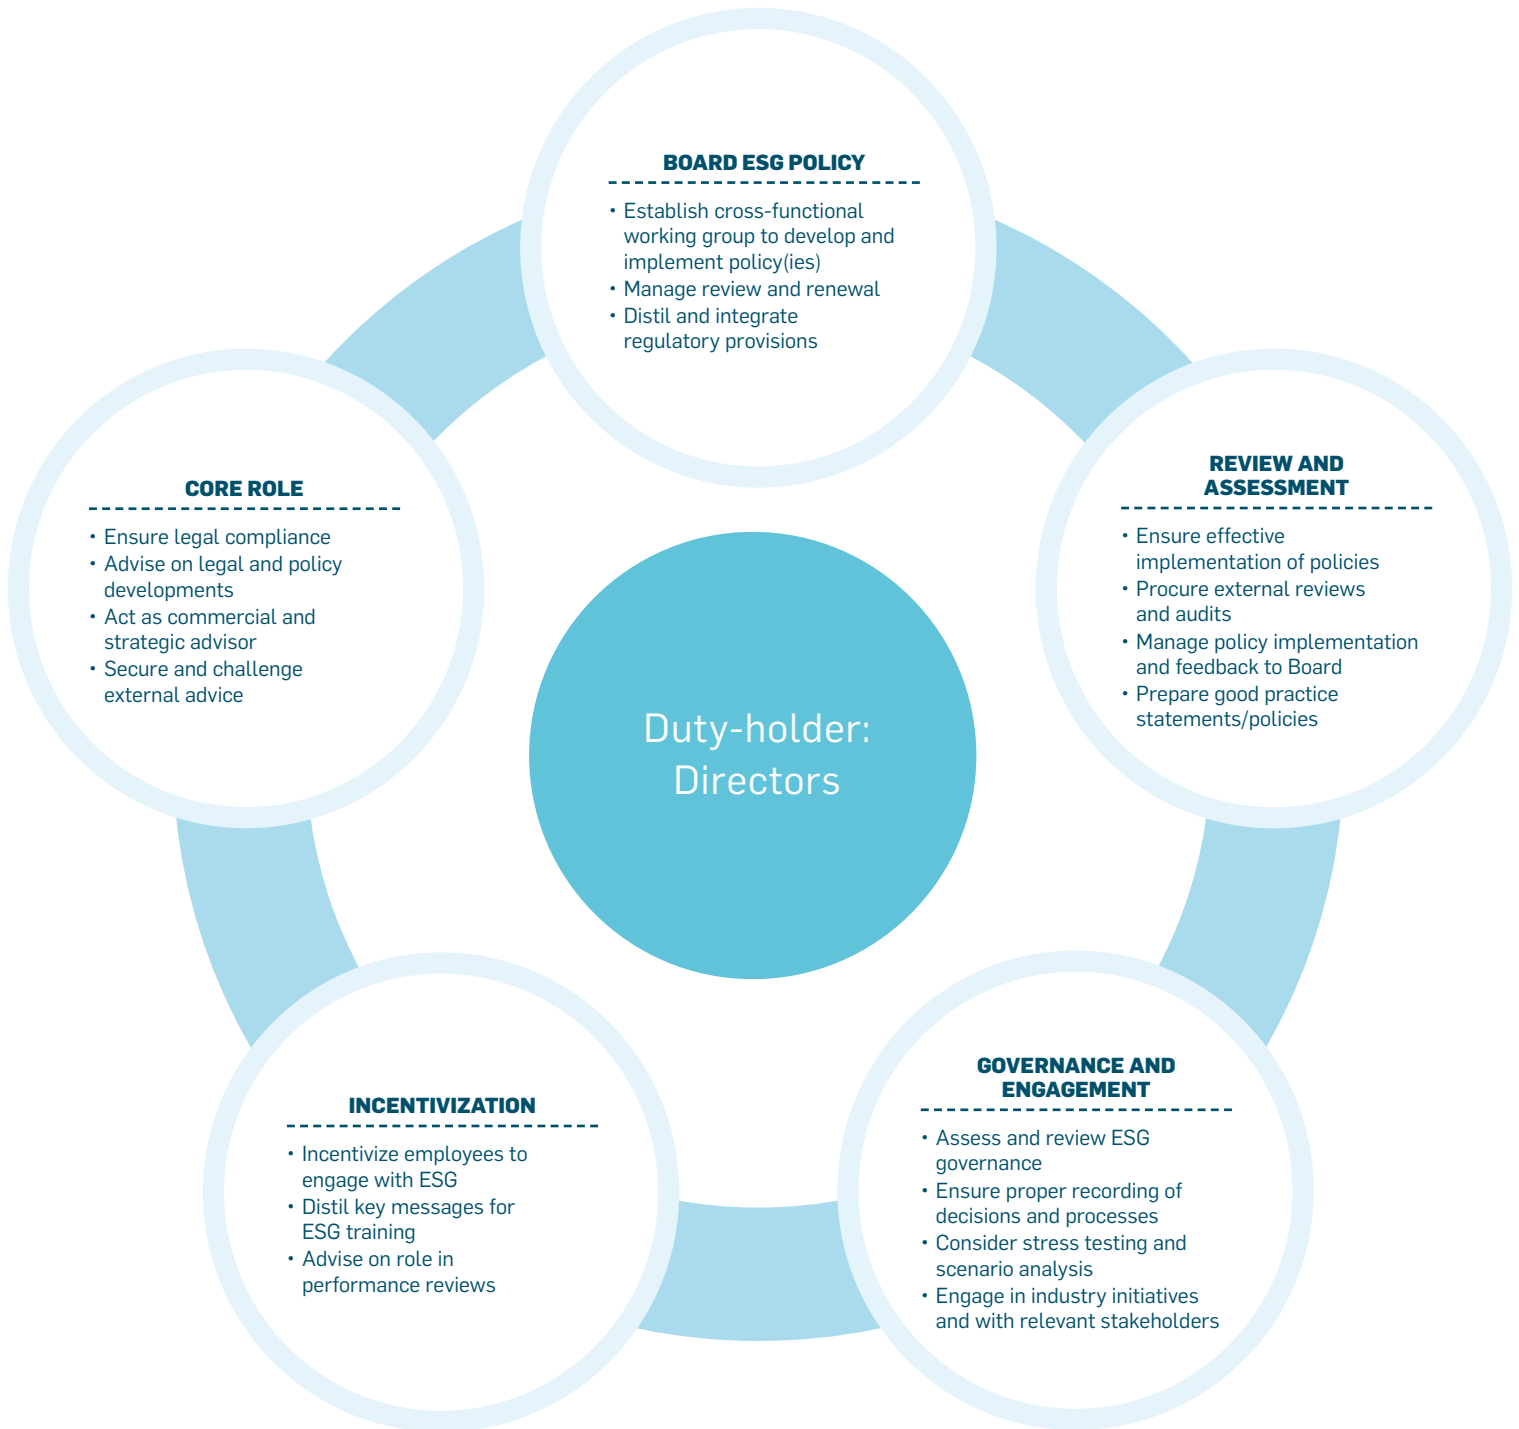 BOARD ESG POLICY
• Establish cross-functional
working group to develop and
implement policy(ies)
• Manage review and renewal
• Distil and integrate
regulatory provisions
REVIEW AND
ASSESSMENT
• Ensure effective
implementation of policies
• Procure external reviews
and audits
• Manage policy implementation
and feedback to Board
• Prepare good practice
statements/policies
GOVERNANCE AND
ENGAGEMENT
• Assess and review ESG
governance
• Ensure proper recording of
decisions and processes
• Consider stress testing and
scenario analysis
• Engage in industry initiatives
and with relevant stakeholders
INCENTIVIZATION
• Incentivize employees to
engage with ESG
• Distil key messages for
ESG training
• Advise on role in
performance reviews
CORE ROLE
• Ensure legal compliance
• Advise on legal and policy
developments
• Act as commercial and
strategic advisor
• Secure and challenge
external advice
Duty-holder:
Directors